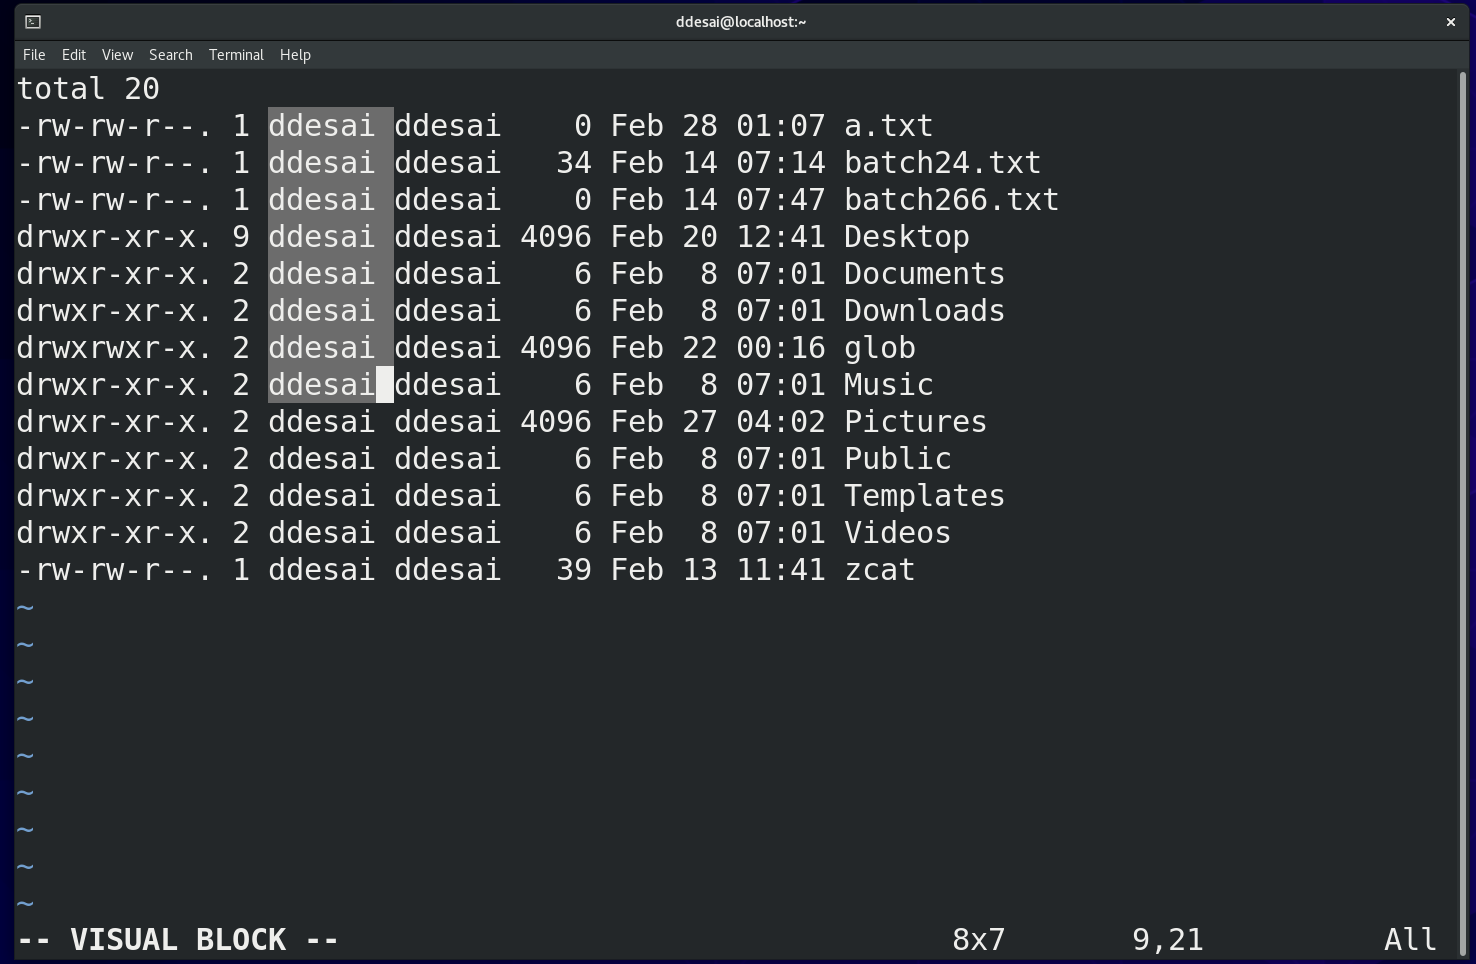 ddesai@localhost:~ ×
File Edit View Search Terminal Help
total 20
-rw-rw-r--. 1 ddesai ddesai    0 Feb 28 01:07 a.txt
-rw-rw-r--. 1 ddesai ddesai   34 Feb 14 07:14 batch24.txt
-rw-rw-r--. 1 ddesai ddesai    0 Feb 14 07:47 batch266.txt
drwxr-xr-x. 9 ddesai ddesai 4096 Feb 20 12:41 Desktop
drwxr-xr-x. 2 ddesai ddesai    6 Feb  8 07:01 Documents
drwxr-xr-x. 2 ddesai ddesai    6 Feb  8 07:01 Downloads
drwxrwxr-x. 2 ddesai ddesai 4096 Feb 22 00:16 glob
drwxr-xr-x. 2 ddesai ddesai    6 Feb  8 07:01 Music
drwxr-xr-x. 2 ddesai ddesai 4096 Feb 27 04:02 Pictures
drwxr-xr-x. 2 ddesai ddesai    6 Feb  8 07:01 Public
drwxr-xr-x. 2 ddesai ddesai    6 Feb  8 07:01 Templates
drwxr-xr-x. 2 ddesai ddesai    6 Feb  8 07:01 Videos
-rw-rw-r--. 1 ddesai ddesai   39 Feb 13 11:41 zcat
~
~
~
~
~
~
~
~
~
-- VISUAL BLOCK -- 8x7 9,21 All